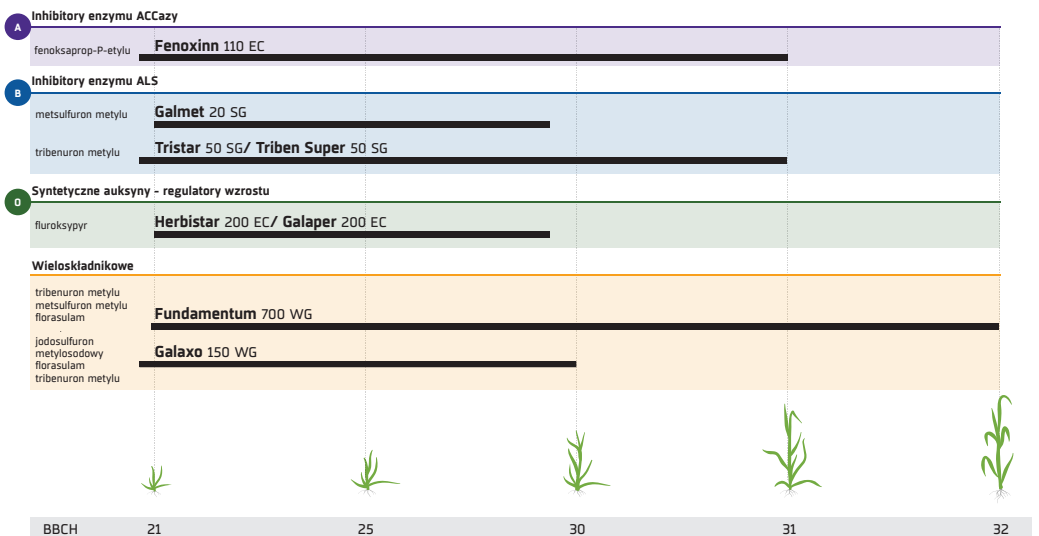 Inhibitory enzymu ACCazy
A
fenoksaprop-P-etylu
Fenoxinn 110 EC
Inhibitory enzymu ALS
B
metsulfuron metylu
Galmet 20 SG
tribenuron metylu
Tristar 50 SG/ Triben Super 50 SG
Syntetyczne auksyny - regulatory wzrostu
O
fluroksypyr
Herbistar 200 EC/ Galaper 200 EC
Wieloskładnikowe
tribenuron metylu
metsulfuron metylu
florasulam
Fundamentum 700 WG
jodosulfuron
metylosodowy
florasulam
tribenuron metylu
Galaxo 150 WG
BBCH 21 25 30 31 32